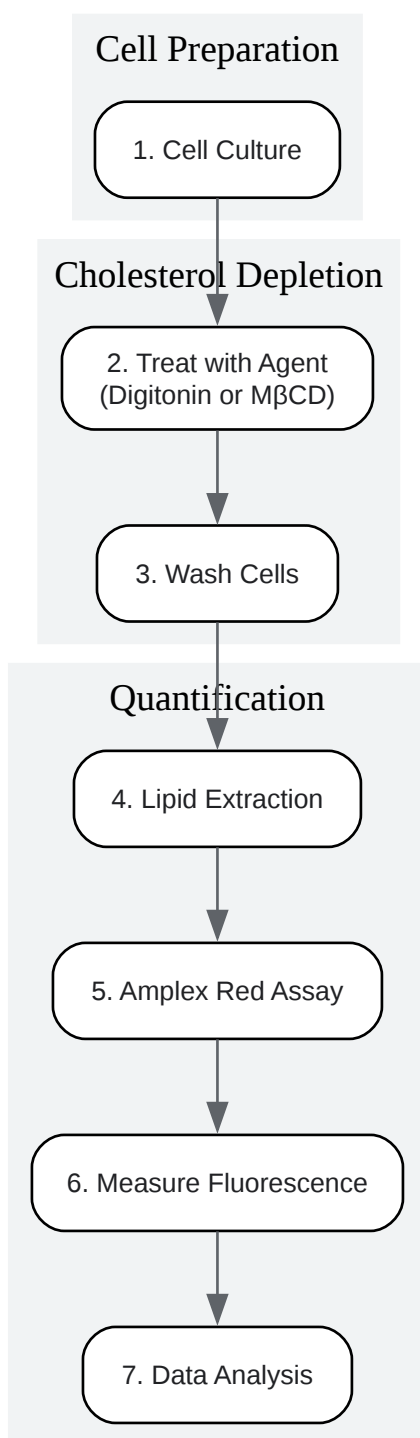 Cell Preparation
1. Cell Culture
Cholesterol Depletion
2. Treat with Agent
(Digitonin or MβCD)
3. Wash Cells
Quantification
4. Lipid Extraction
5. Amplex Red Assay
6. Measure Fluorescence
7. Data Analysis